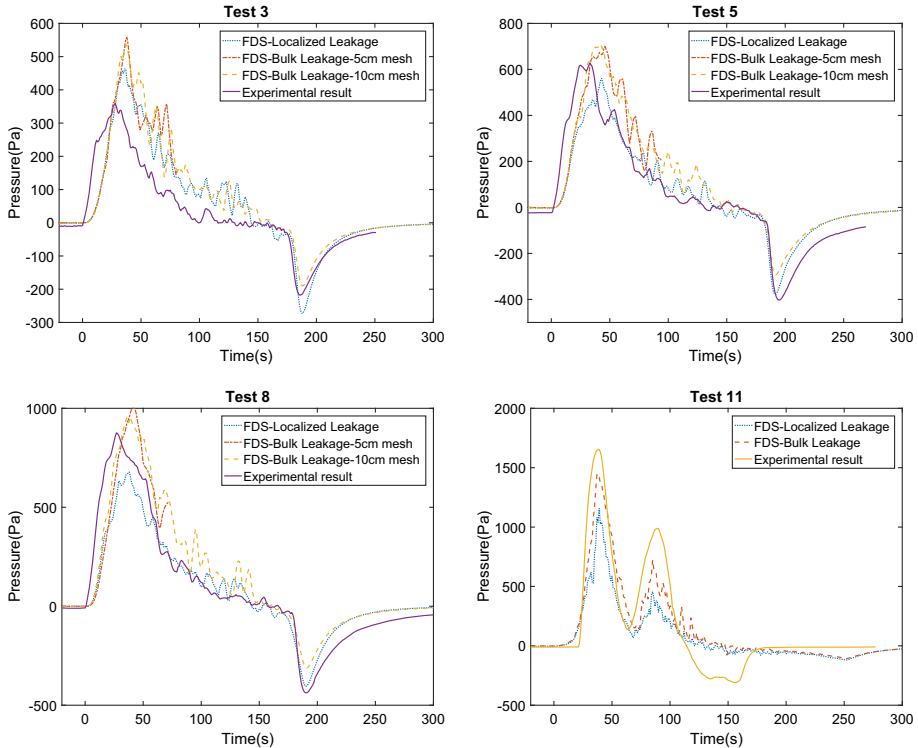 Test 3
600
500
400
300
200
100
0
-100
-200
-300
Pressure(Pa)
0 50 100 150 200 250 300
Time(s)
FDS-Localized Leakage
FDS-Bulk Leakage-5cm mesh
FDS-Bulk Leakage-10cm mesh
Experimental result
Test 5
800
600
400
200
0
-200
-400
Pressure(Pa)
0 50 100 150 200 250 300
Time(s)
FDS-Localized Leakage
FDS-Bulk Leakage-5cm mesh
FDS-Bulk Leakage-10cm mesh
Experimental result
Test 8
1000
500
0
-500
Pressure(Pa)
0 50 100 150 200 250 300
Time(s)
FDS-Localized Leakage
FDS-Bulk Leakage-5cm mesh
FDS-Bulk Leakage-10cm mesh
Experimental result
Test 11
2000
1500
1000
500
0
-500
Pressure(Pa)
0 50 100 150 200 250 300
Time(s)
FDS-Localized Leakage
FDS-Bulk Leakage
Experimental result